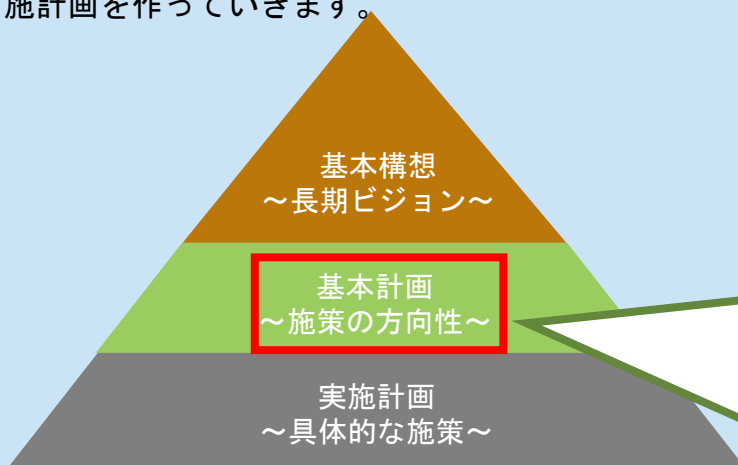 施計画を作っていきます。
基本構想
～長期ビジョン～
基本計画
～施策の方向性～
実施計画
～具体的な施策～